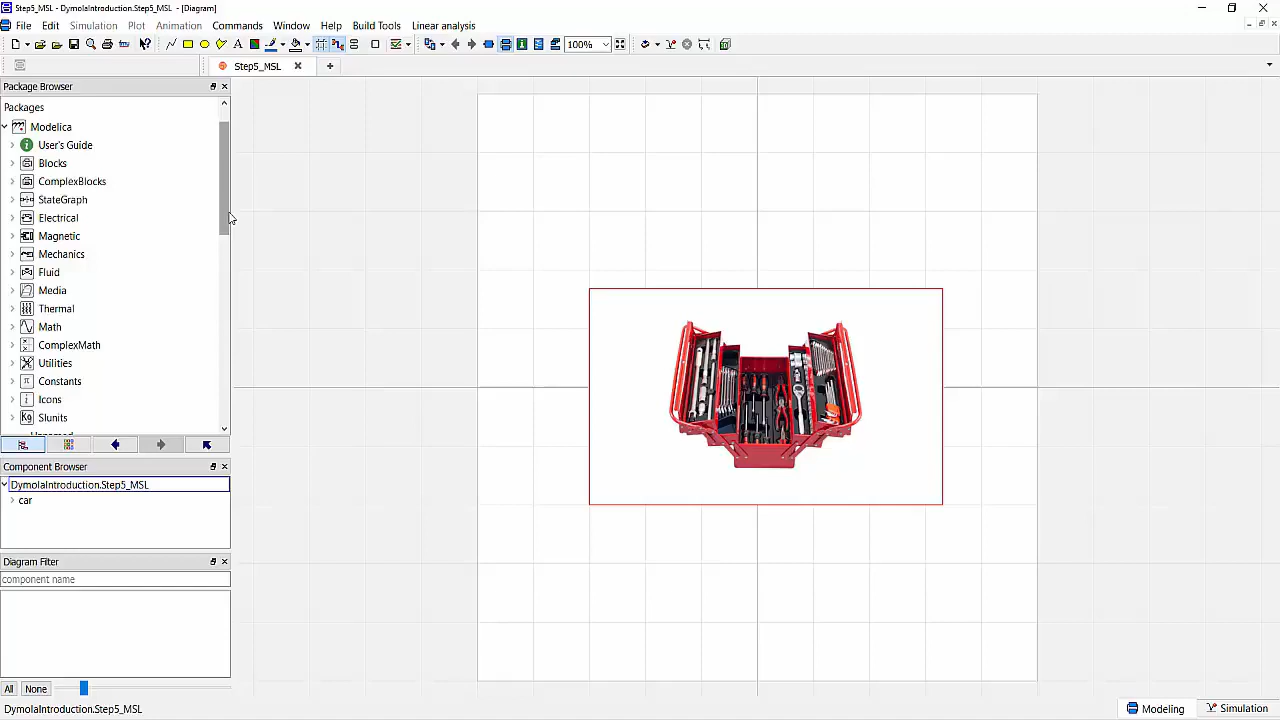 Step5_MSL - DymolaIntroduction.Step5_MSL - [Diagram]
File Edit Simulation Plot Animation Commands Window Help Build Tools Linear analysis
100%
Step5_MSL
Package Browser
Packages
Modelica
User's Guide
Blocks
ComplexBlocks
StateGraph
Electrical
Magnetic
Mechanics
Fluid
Media
Thermal
Math
ComplexMath
Utilities
Constants
Icons
SIunits
Component Browser
DymolaIntroduction.Step5_MSL
car
Diagram Filter
component name
All None
DymolaIntroduction.Step5_MSL
Modeling Simulation